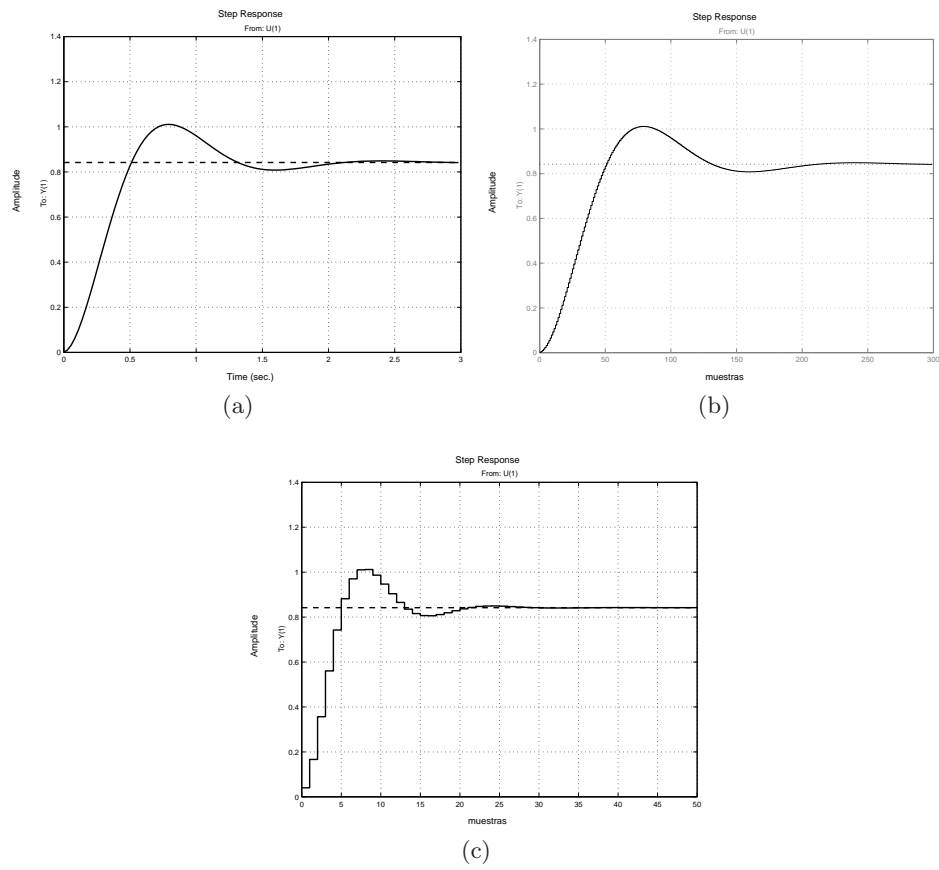 Step Response
From: U(1)
Amplitude
To: Y(1)
1.4
1.2
1
0.8
0.6
0.4
0.2
0
0 0.5 1 1.5 2 2.5 3
Time (sec.)
(a)
Step Response
From: U(1)
Amplitude
To: Y(1)
1.4
1.2
1
0.8
0.6
0.4
0.2
0
0 50 100 150 200 250 300
muestras
(b)
Step Response
From: U(1)
Amplitude
To: Y(1)
1.4
1.2
1
0.8
0.6
0.4
0.2
0
0 5 10 15 20 25 30 35 40 45 50
muestras
(c)